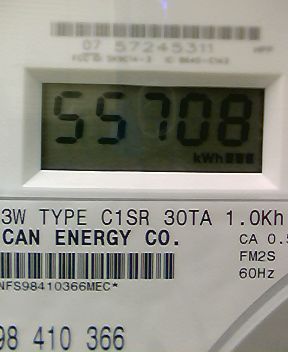 07 57245311
55708
kWh
3W TYPE C1SR 30TA 1.0Kh
CAN ENERGY CO.
CA 0.5
FM2S
60Hz
NFS98410366MEC*
98 410 366